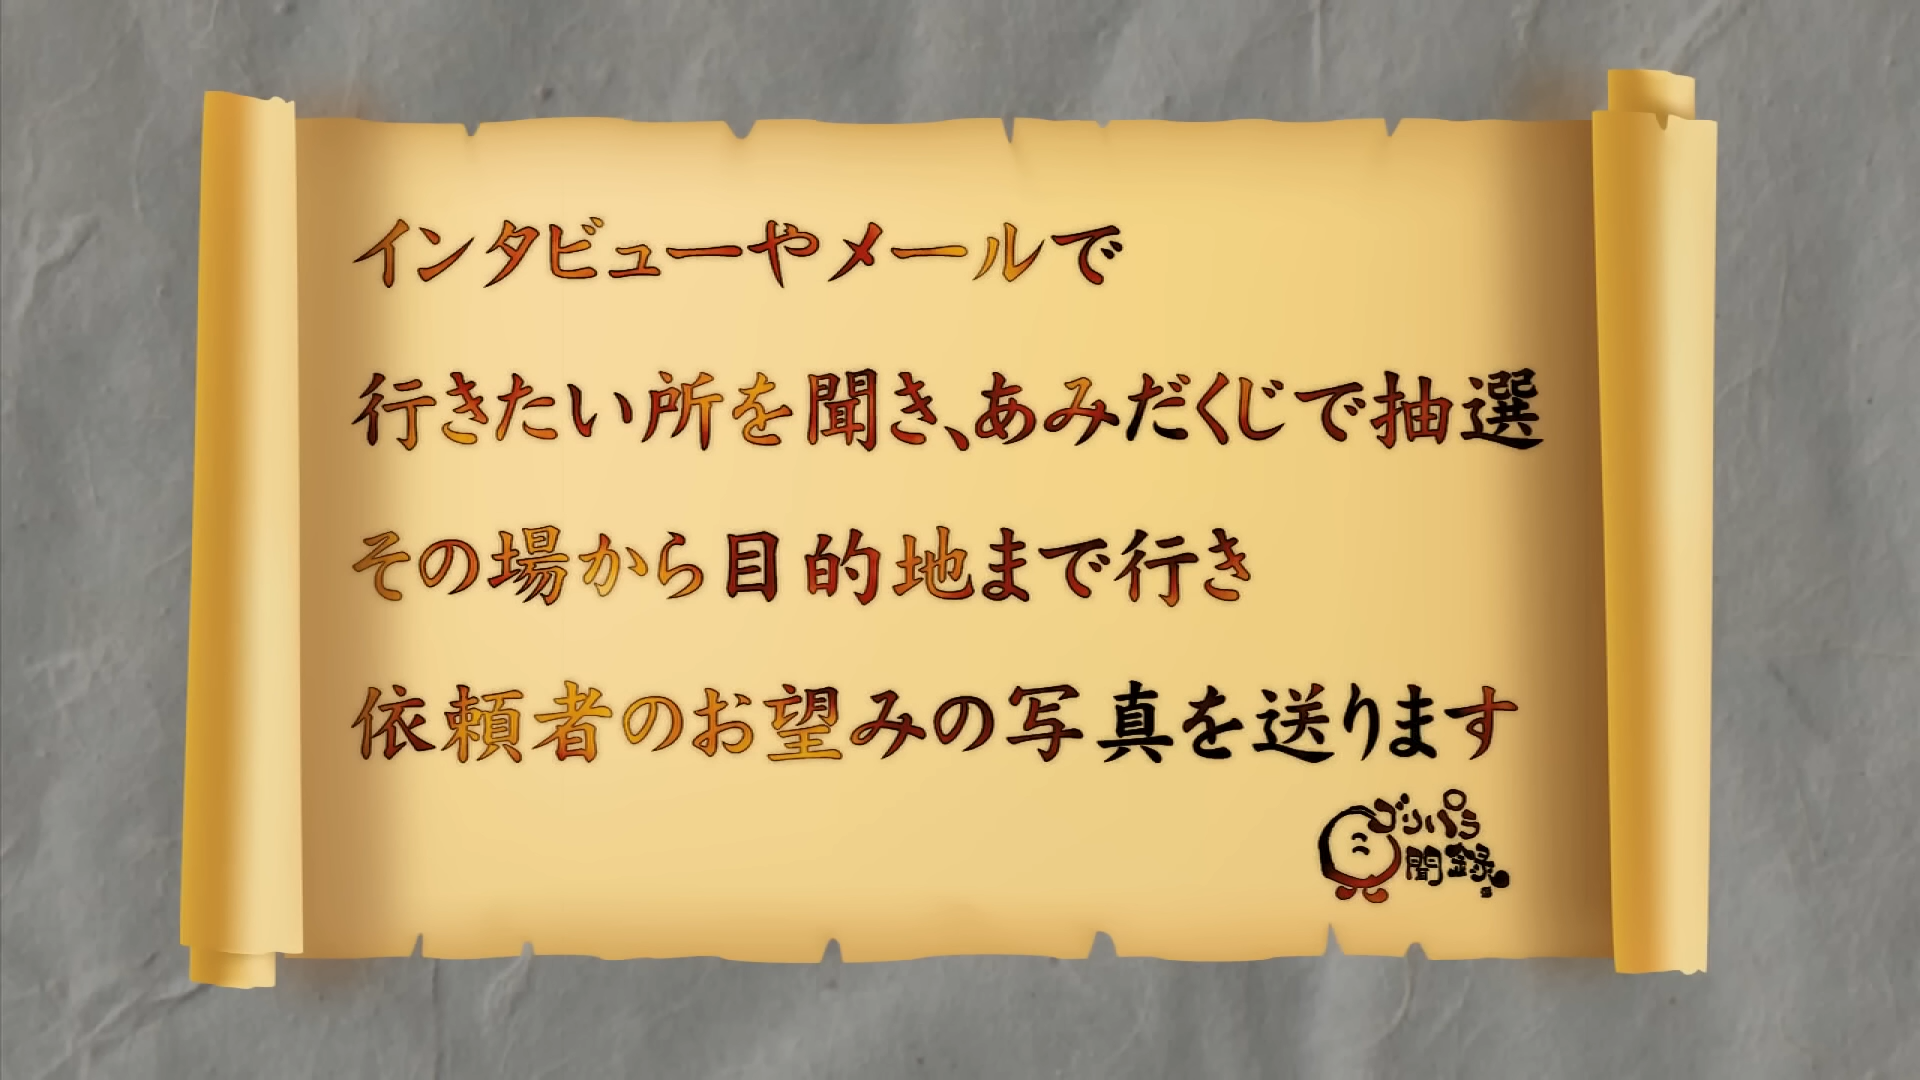 インタビューやメールで
行きたい所を聞き、あみだくじで抽選
その場から目的地まで行き
依頼者のお望みの写真を送ります
ゴリパラ
聞録。